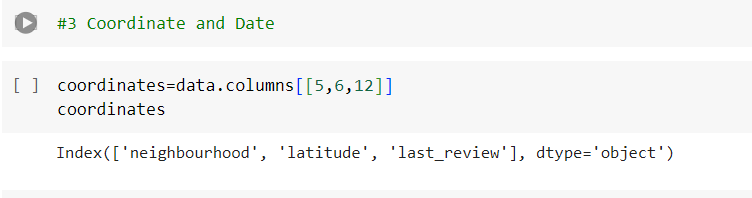 #3 Coordinate and Date
[ ] coordinates=data.columns[[5,6,12]]
coordinates
Index(['neighbourhood', 'latitude', 'last_review'], dtype='object')